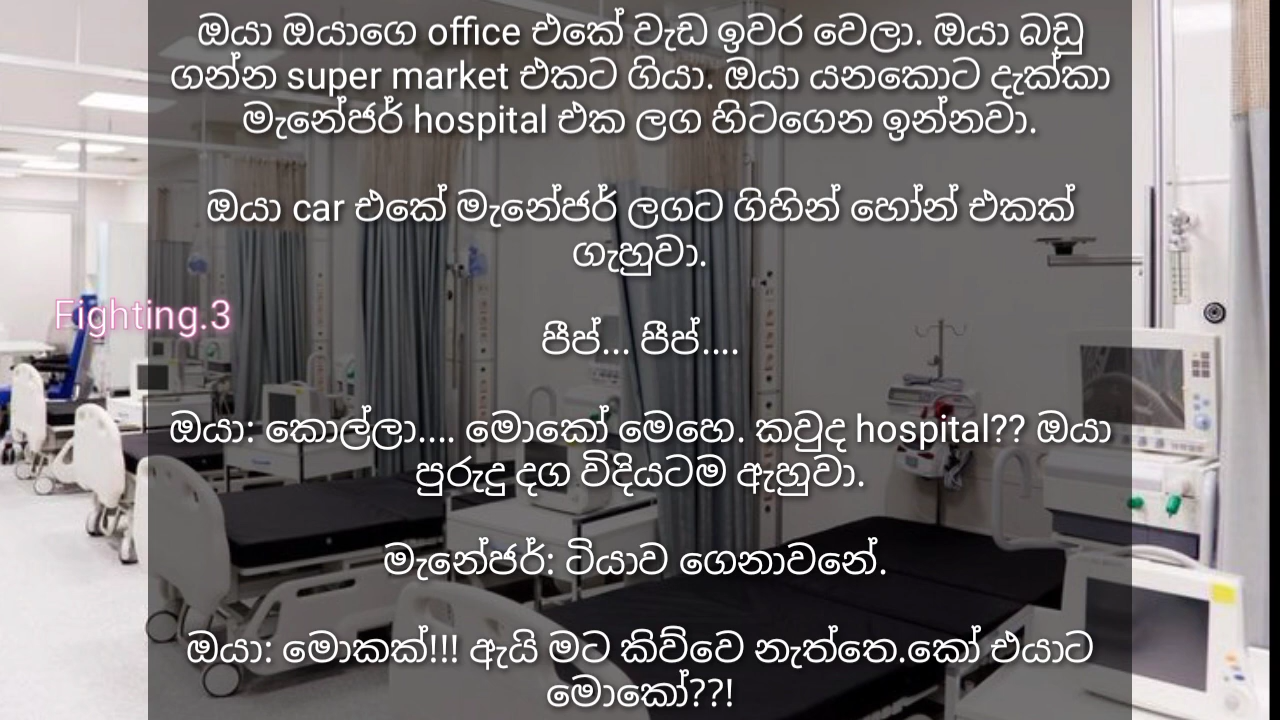 ඔයා ඔයාගෙ office එකේ වැඩ ඉවර වෙලා. ඔයා බඩු
ගන්න super market එකට ගියා. ඔයා යනකොට දැක්කා
මැනේජර් hospital එක ලග හිටගෙන ඉන්නවා.
ඔයා car එකේ මැනේජර් ලගට ගිහින් හෝන් එකක්
ගැහුවා.
Fighting.3
පීප්... පීප්....
ඔයා: කොල්ලා.... මොකෝ මෙහෙ. කවුද hospital?? ඔයා
පුරුදු දග විදියටම ඇහුවා.
මැනේජර්: ටියාව ගෙනාවනේ.
ඔයා: මොකක්!!! ඇයි මට කිව්වෙ නැත්තෙ.කෝ එයාට
මොකෝ??!